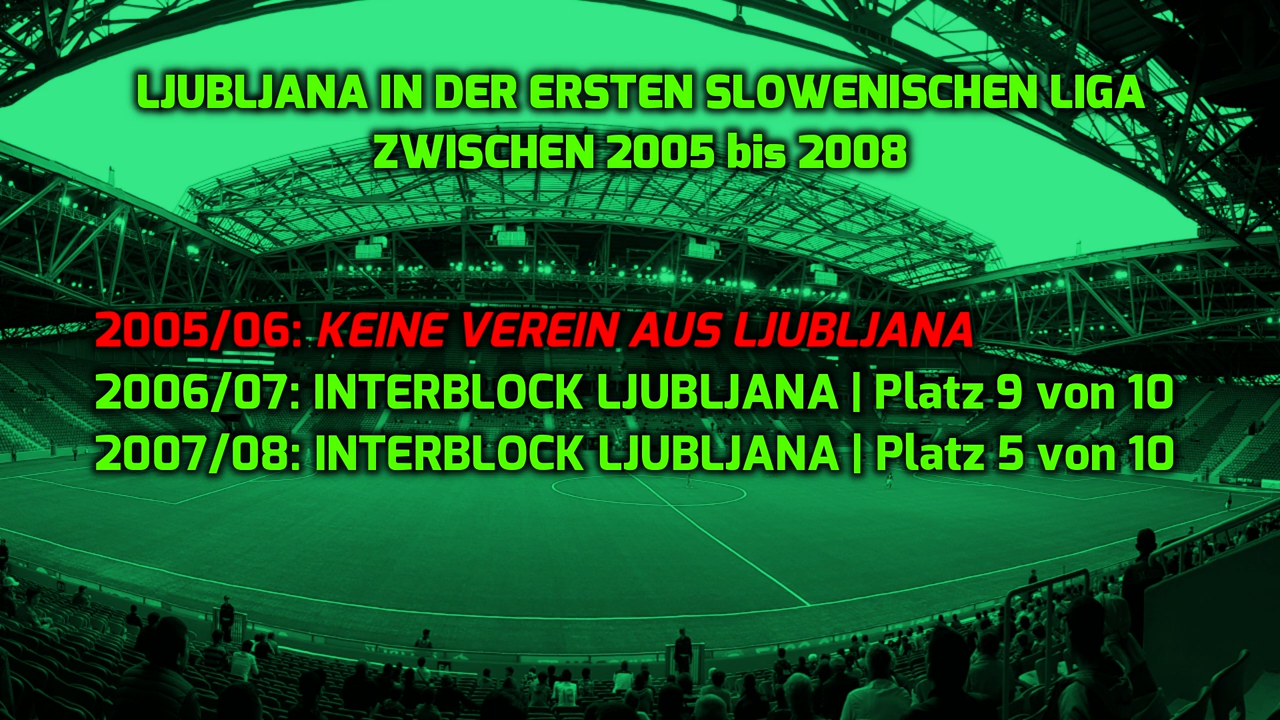 LJUBLJANA IN DER ERSTEN SLOWENISCHEN LIGA
ZWISCHEN 2005 bis 2008
2005/06: KEINE VEREIN AUS LJUBLJANA
2006/07: INTERBLOCK LJUBLJANA | Platz 9 von 10
2007/08: INTERBLOCK LJUBLJANA | Platz 5 von 10